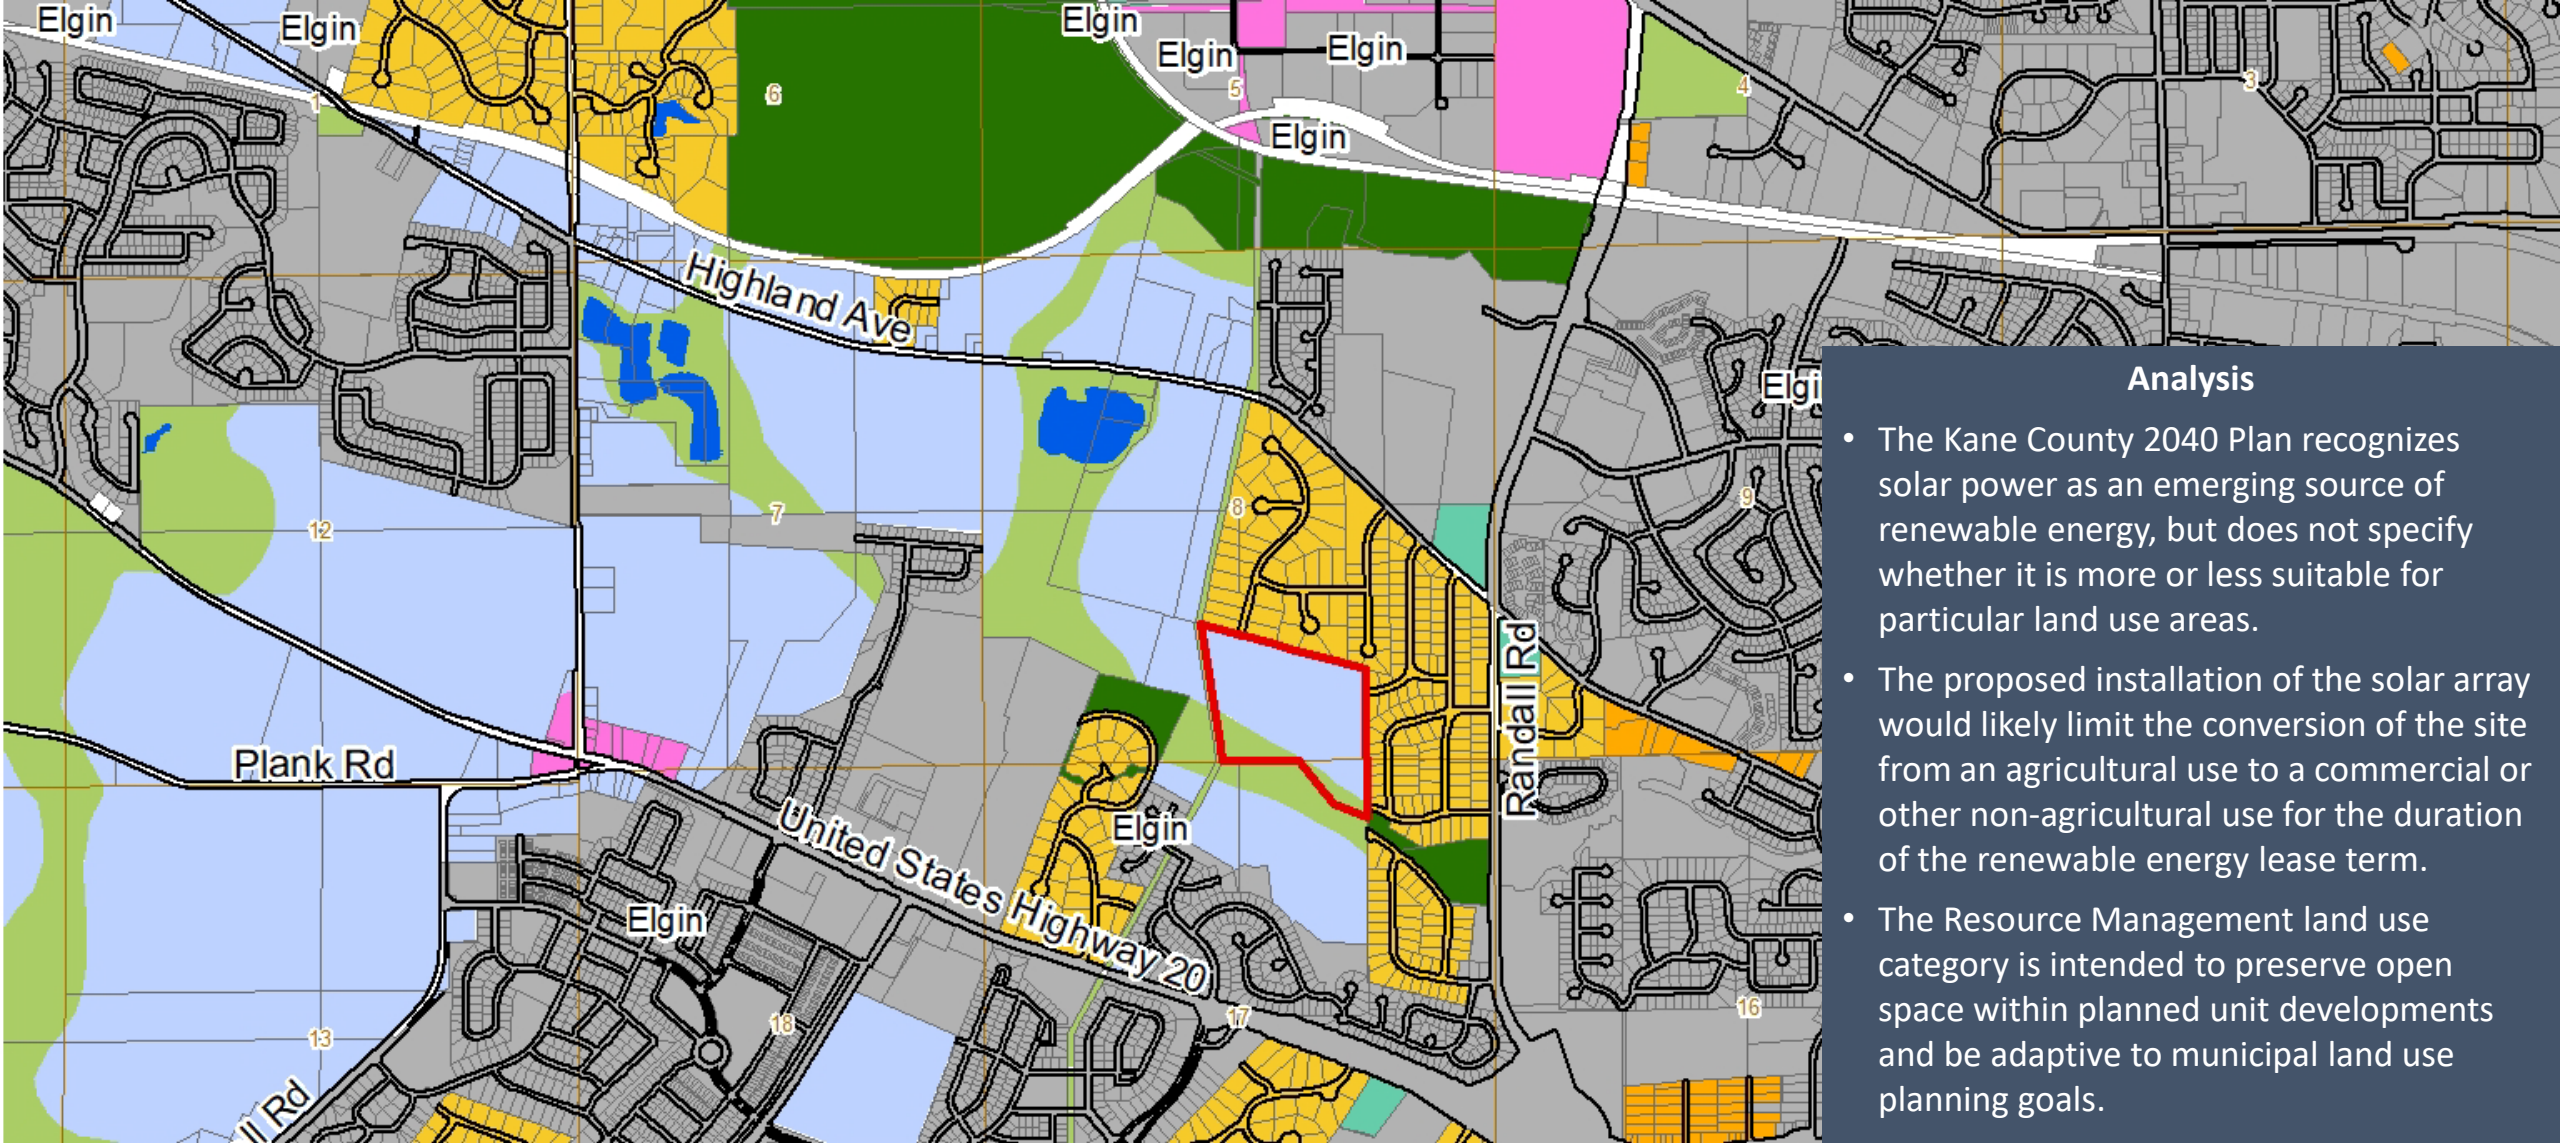 Elgin
Elgin
Elgin
Elgin
Elgin
Elgin
1
6
5
4
3
Highland Ave
Elgi
12
7
8
9
Plank Rd
Randall Rd
United States Highway 20
Elgin
Elgin
18
17
16
13
ll Rd
Analysis
• The Kane County 2040 Plan recognizes
solar power as an emerging source of
renewable energy, but does not specify
whether it is more or less suitable for
particular land use areas.
• The proposed installation of the solar array
would likely limit the conversion of the site
from an agricultural use to a commercial or
other non-agricultural use for the duration
of the renewable energy lease term.
• The Resource Management land use
category is intended to preserve open
space within planned unit developments
and be adaptive to municipal land use
planning goals.